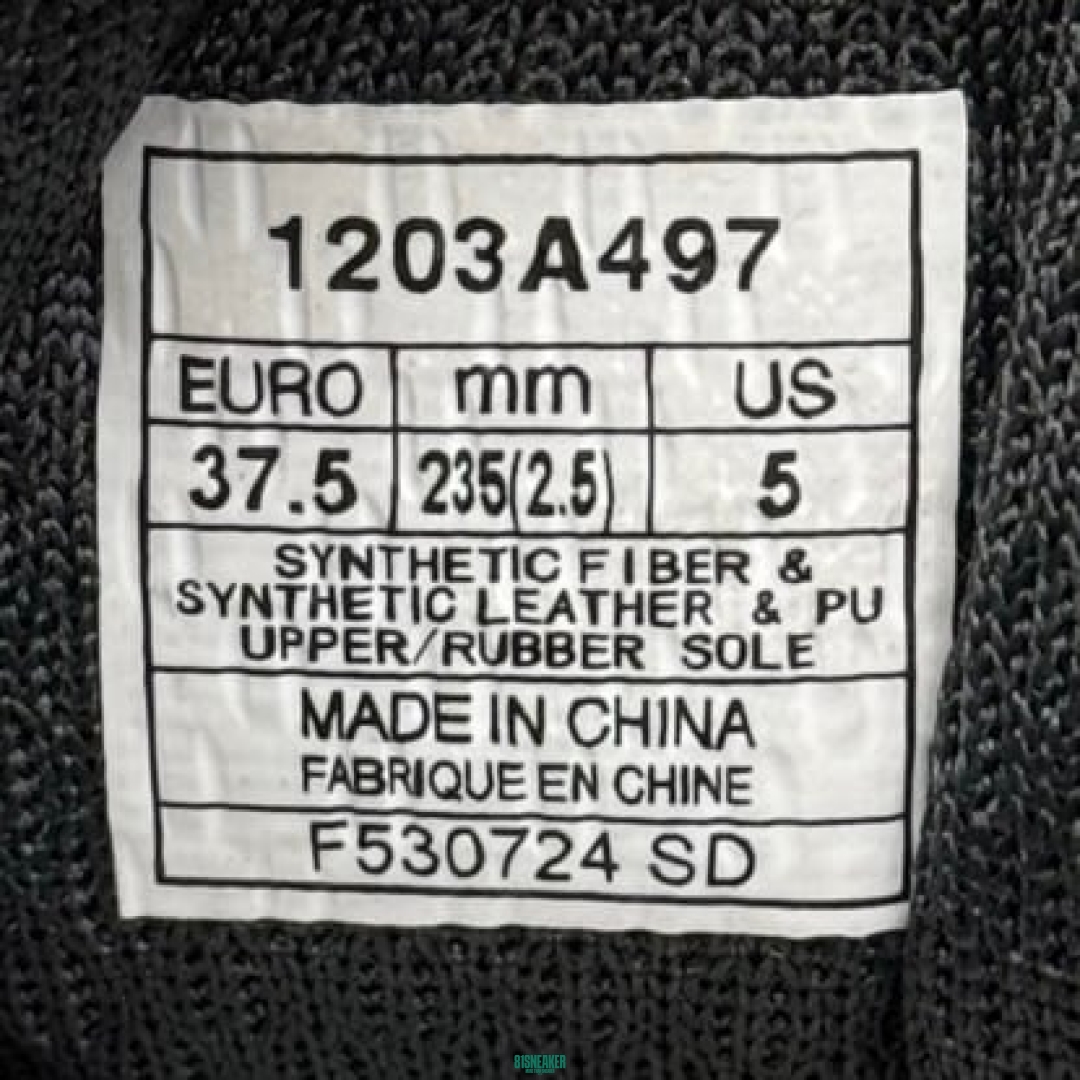 1203A497
EURO mm US
37.5 235(2.5) 5
SYNTHETIC FIBER &
SYNTHETIC LEATHER & PU
UPPER/RUBBER SOLE
MADE IN CHINA
FABRIQUE EN CHINE
F530724 SD
81SNEAKER